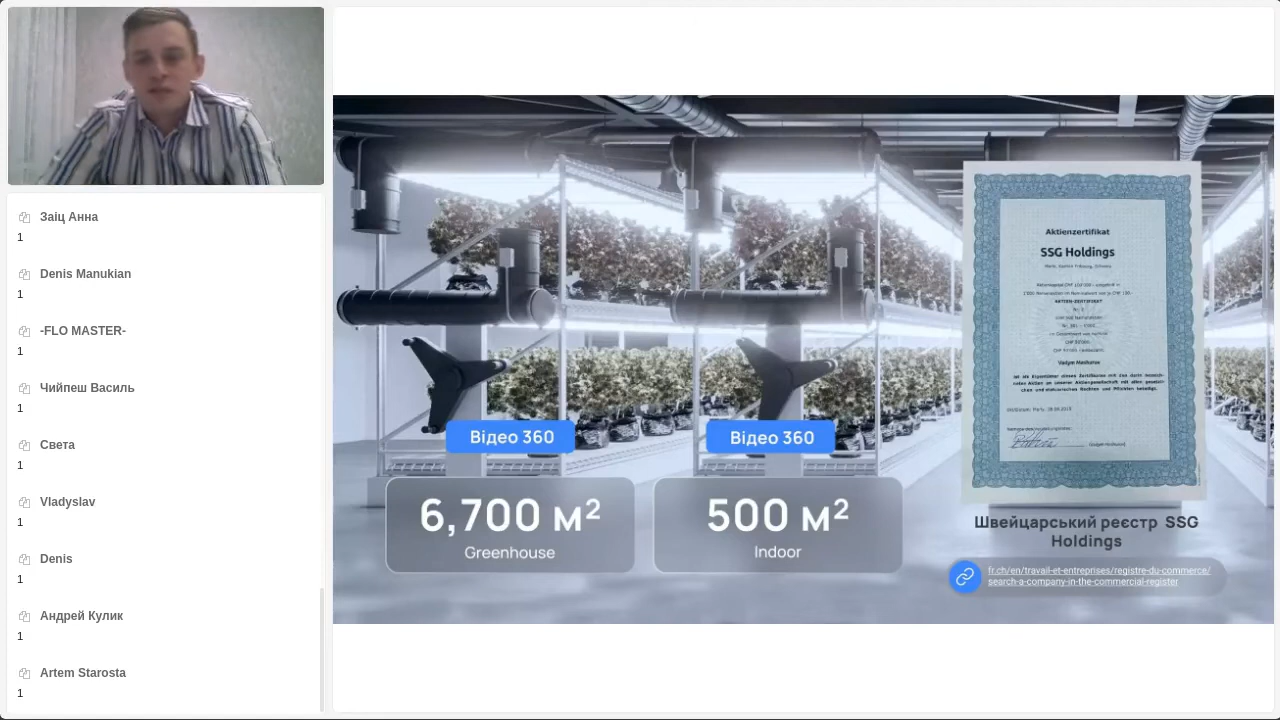 Заіц Анна
1
Denis Manukian
1
-FLO MASTER-
1
Чийпеш Василь
1
Света
1
Vladyslav
1
Denis
1
Андрей Кулик
1
Artem Starosta
1
Відео 360
6,700 м²
Greenhouse
Відео 360
500 м²
Indoor
Aktienzertifikat
SSG Holdings
AKTIEN-ZERTIFIKAT
Швейцарський реєстр SSG
Holdings
fr.ch/en/travail-et-entreprises/registre-du-commerce/
search-a-company-in-the-commercial-register